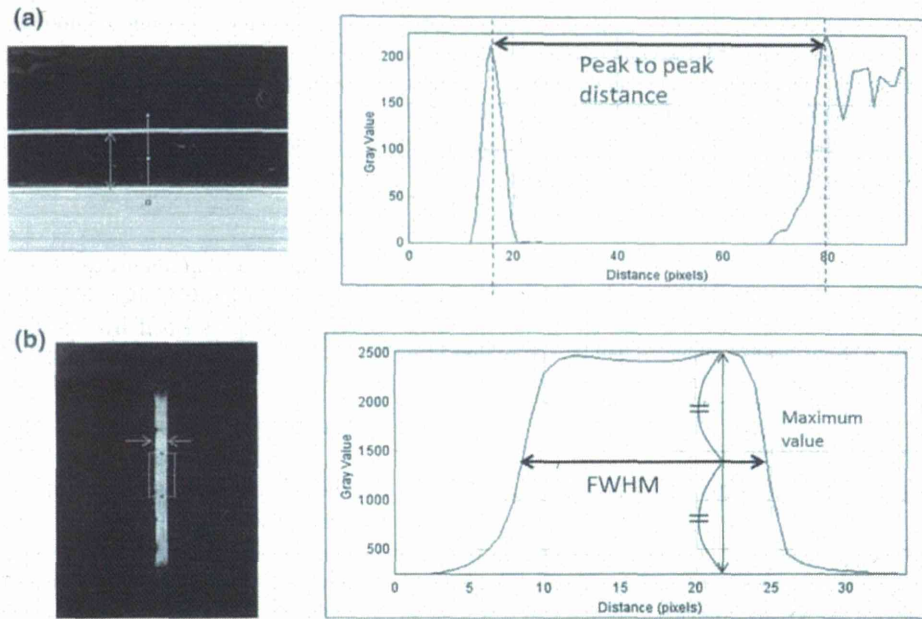 (a)
200
150
100
50
0
Gray Value
Peak to peak
distance
0
20
40
60
80
Distance (pixels)
(b)
2500
2000
1500
1000
500
Gray Value
FWHM
Maximum
value
0
5
10
15
20
25
30
Distance (pixels)